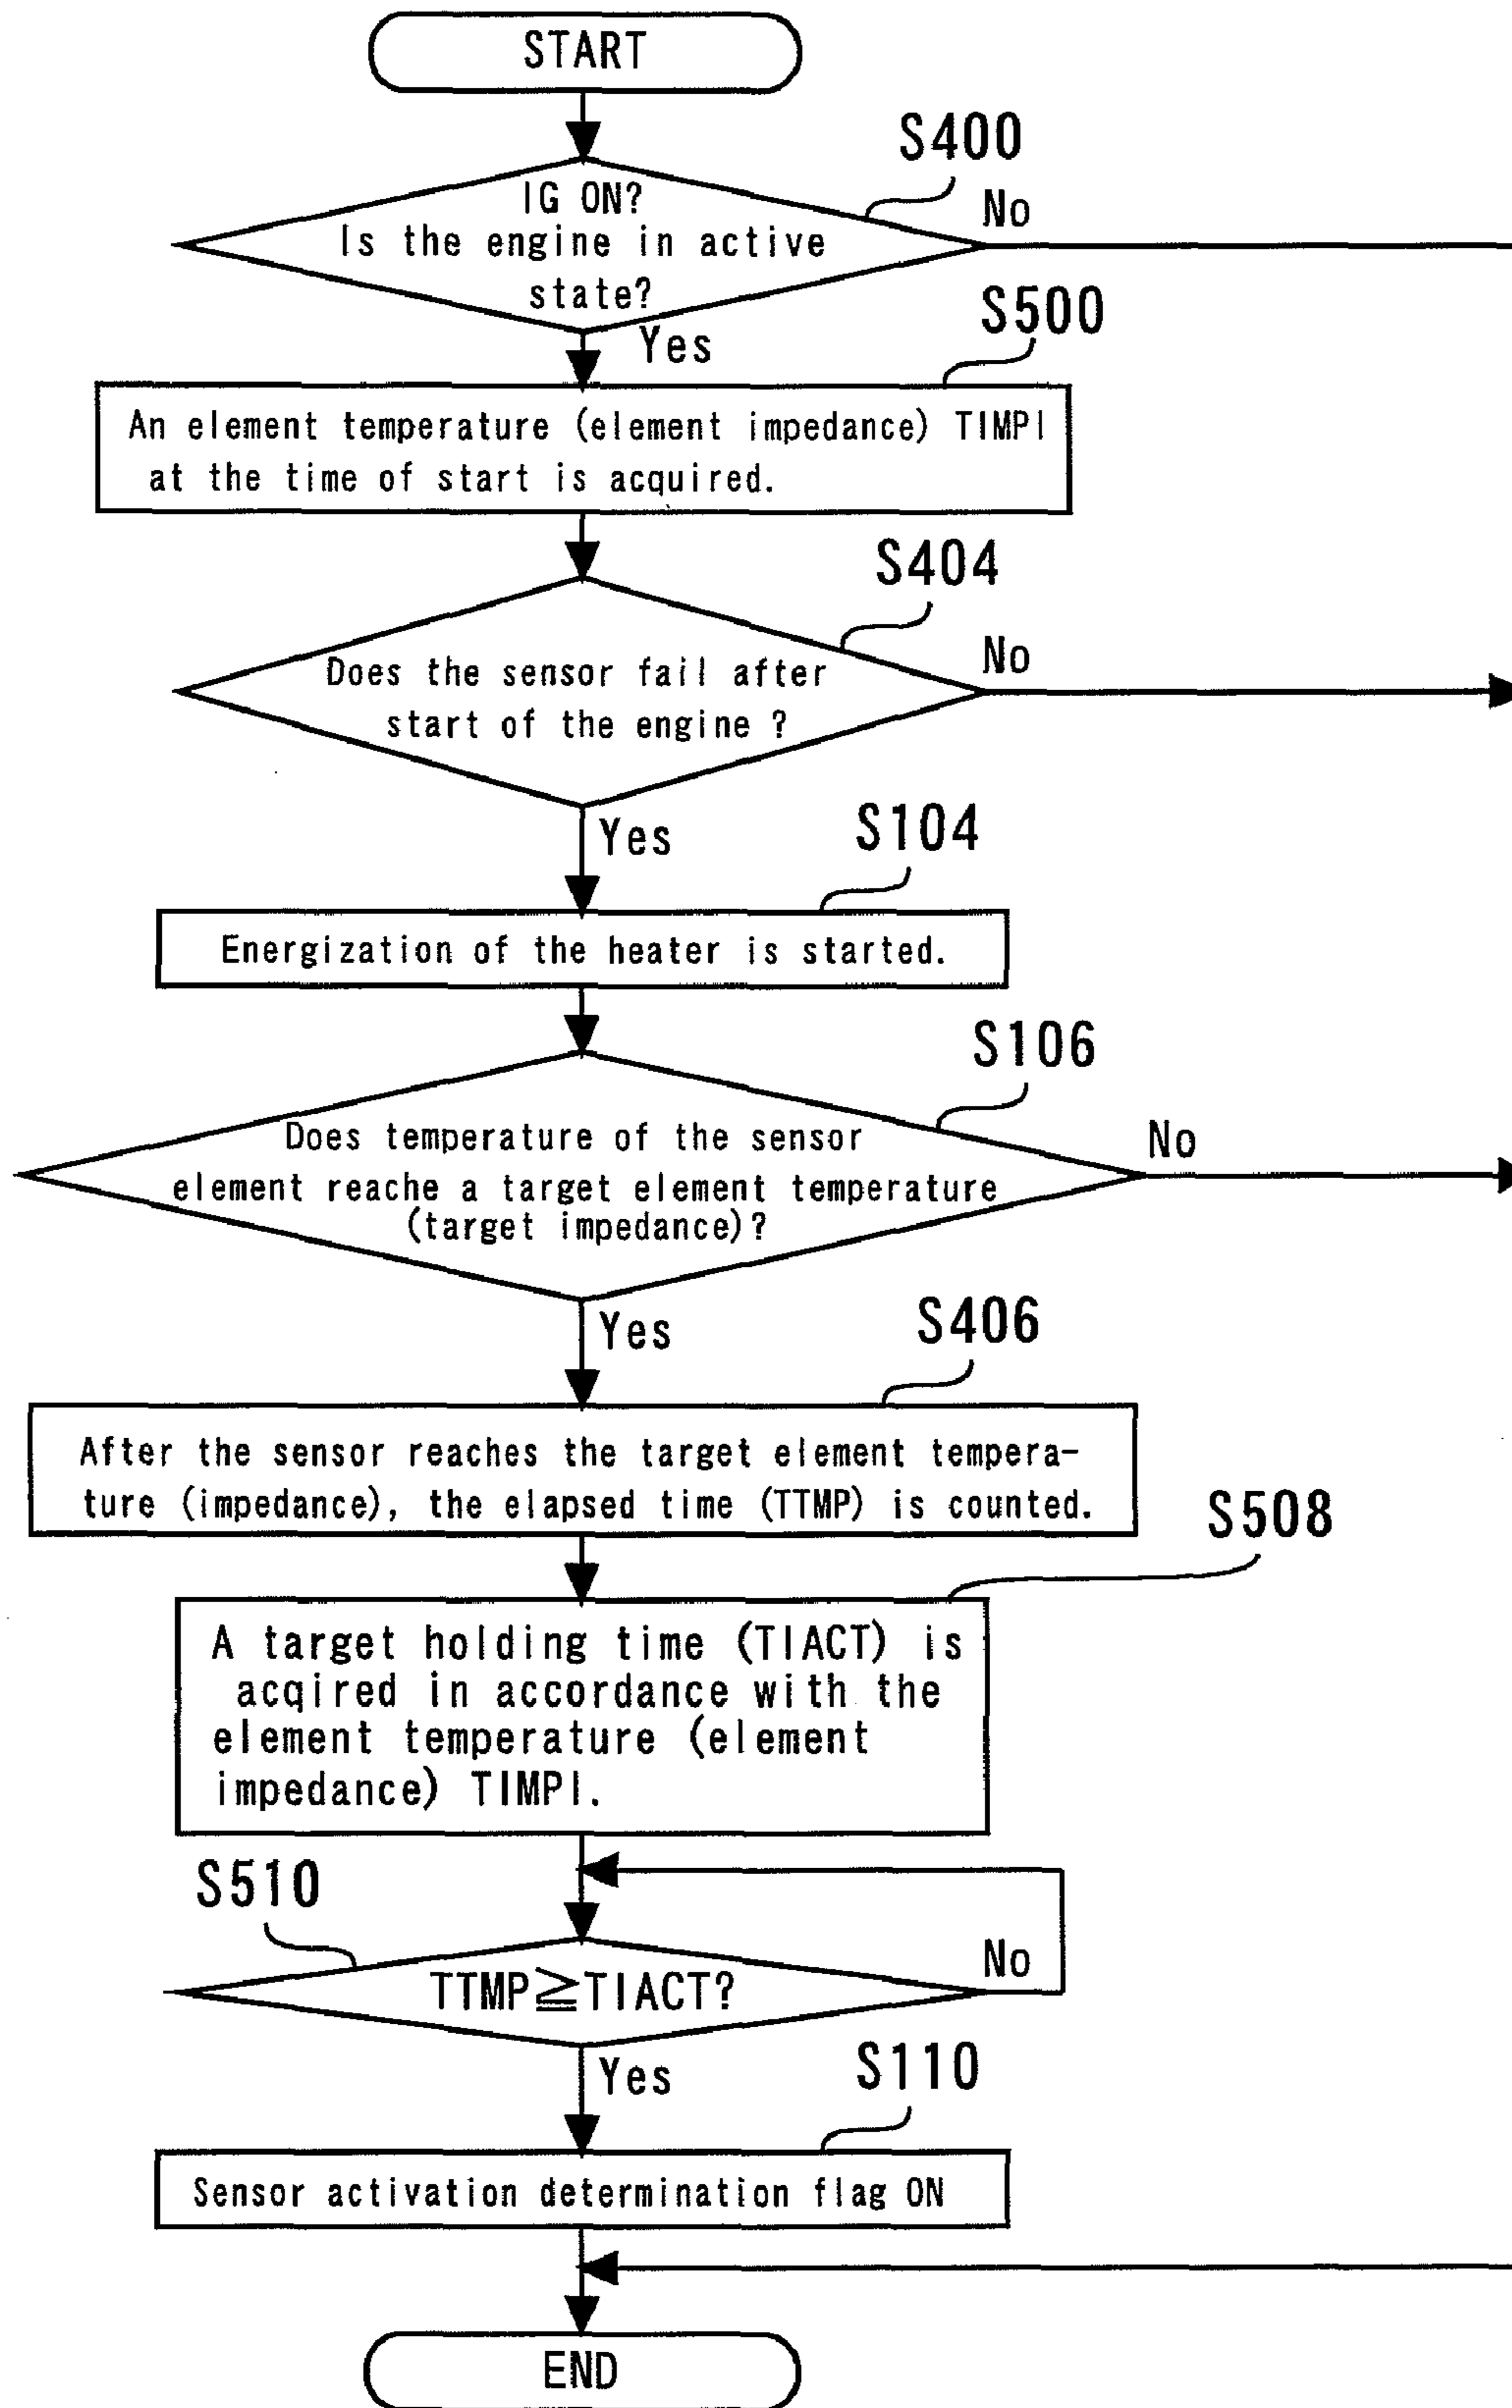 START
S400
IG ON?
Is the engine in active
state?
No
Yes
S500
An element temperature (element impedance) TIMPI
at the time of start is acquired.
S404
Does the sensor fail after
start of the engine ?
No
Yes
S104
Energization of the heater is started.
S106
Does temperature of the sensor
element reache a target element temperature
(target impedance)?
No
Yes
S406
After the sensor reaches the target element tempera-
ture (impedance), the elapsed time (TTMP) is counted.
S508
A target holding time (TIACT) is
acqired in accordance with the
element temperature (element
impedance) TIMPI.
S510
TTMP≧TIACT?
No
Yes
S110
Sensor activation determination flag ON
END